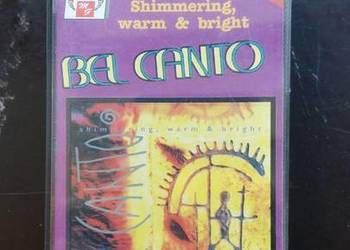 Shimmering,
warm & bright
BEL CANTO
shimmering, warm & bright
CANTO